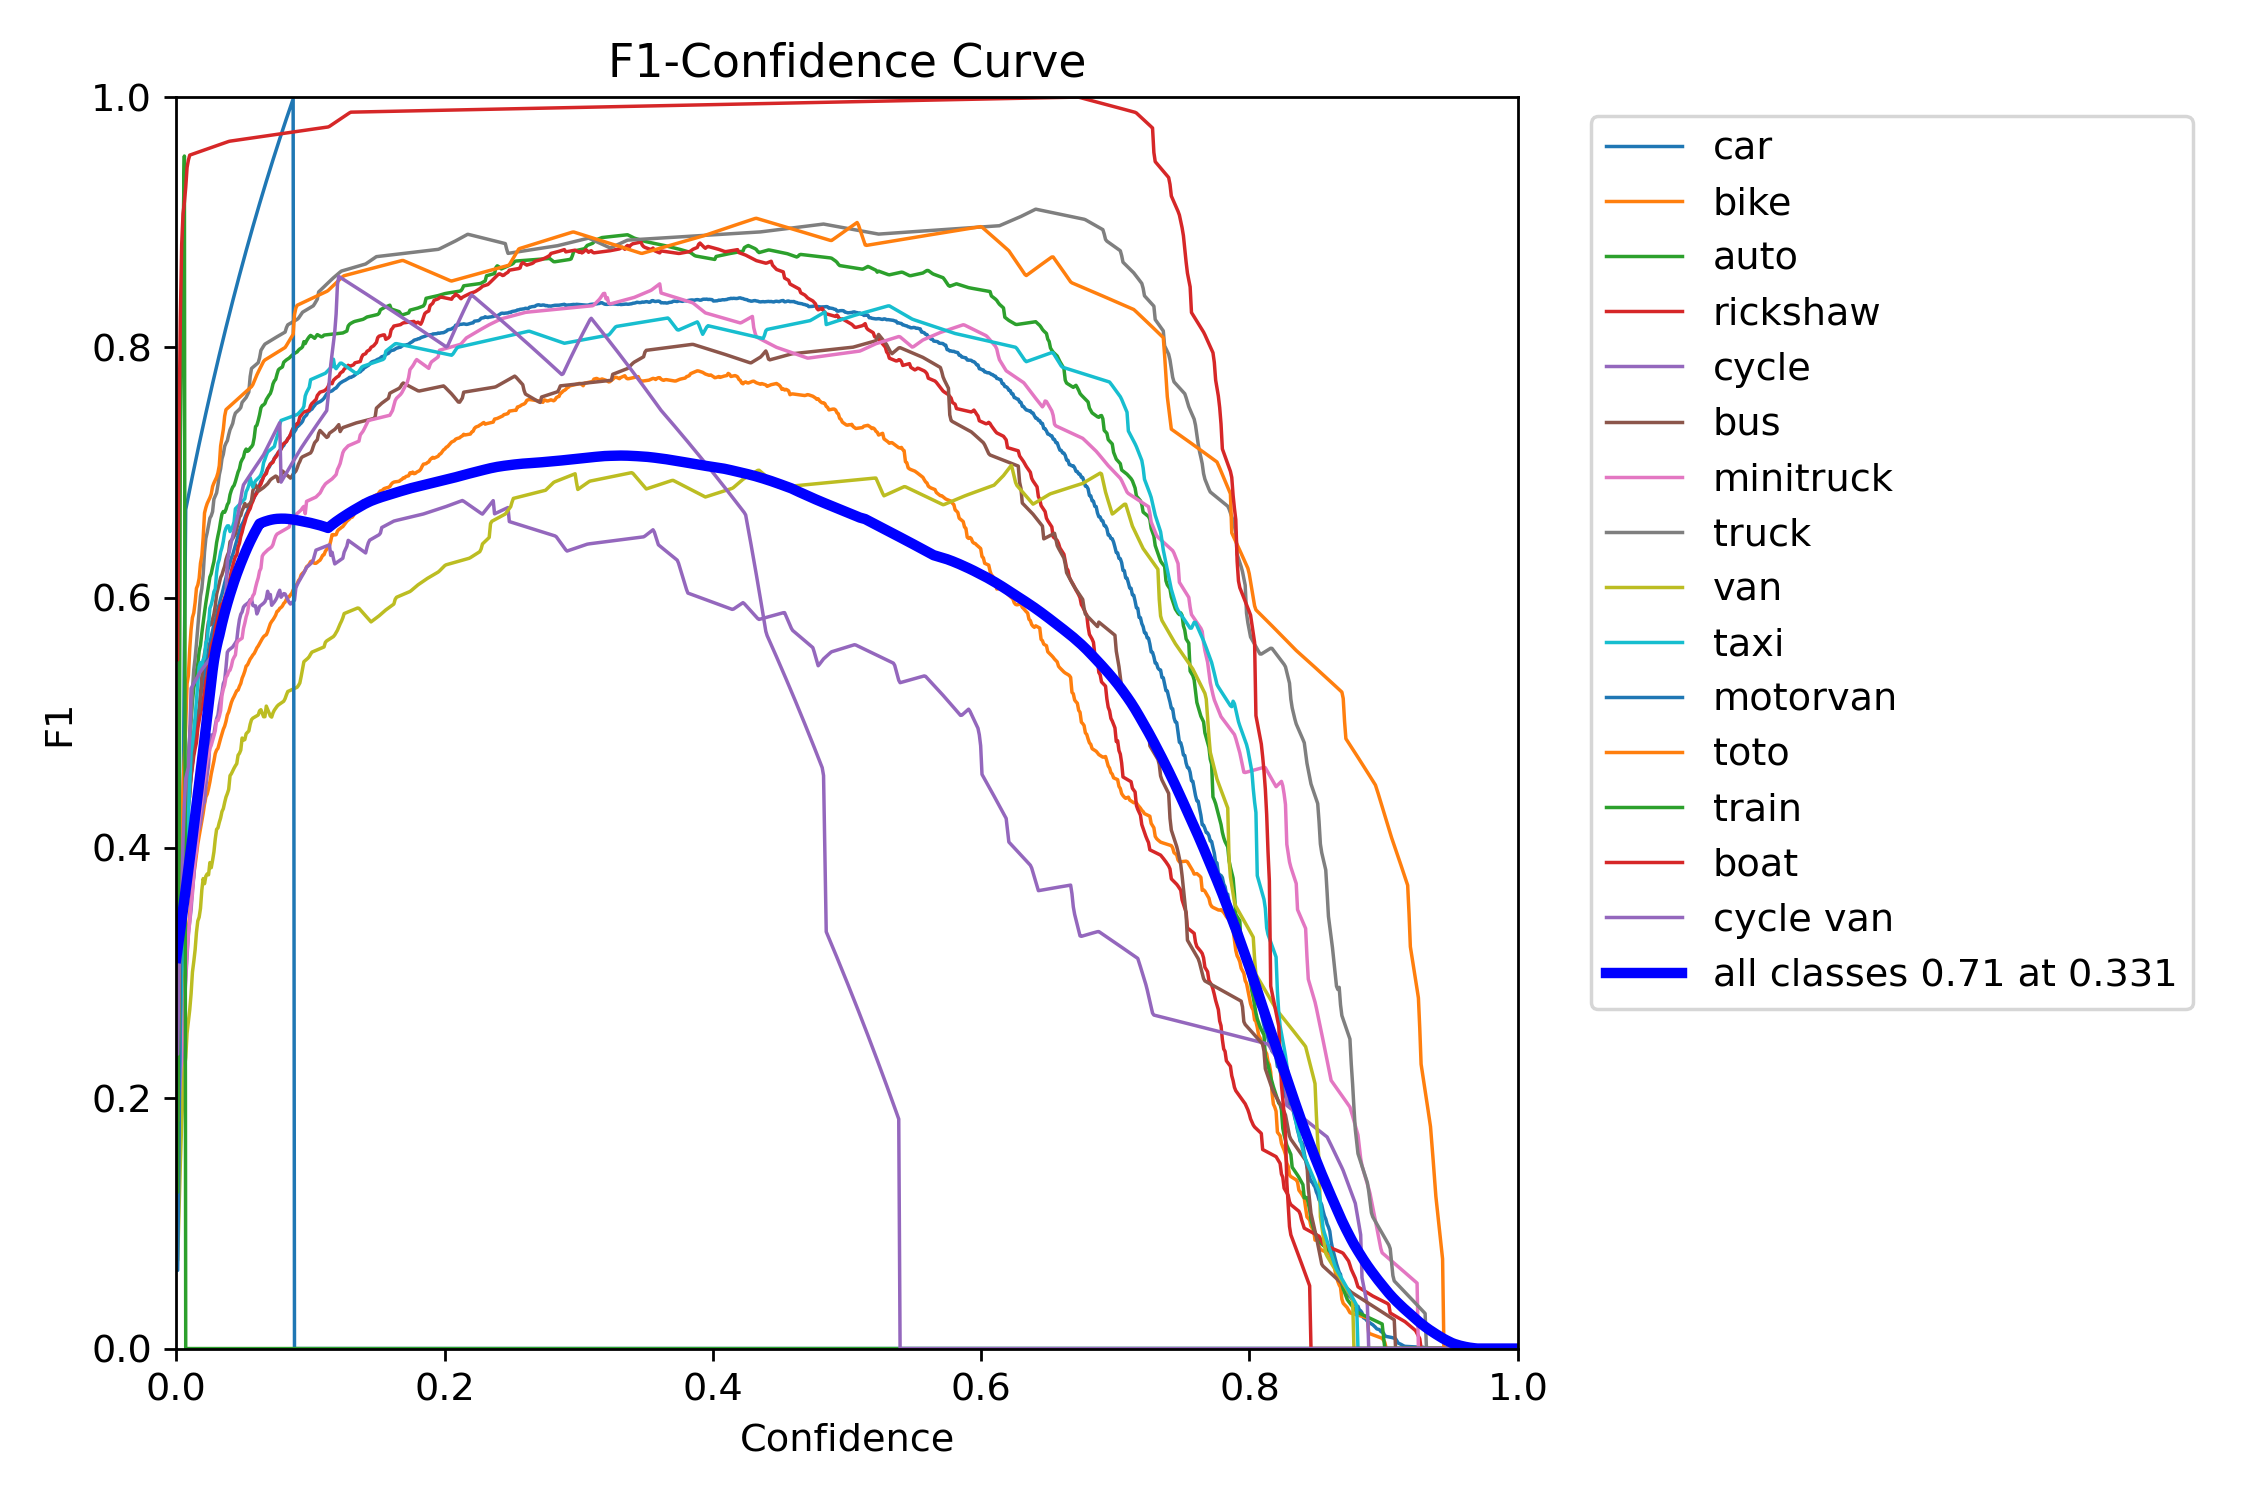 F1-Confidence Curve
1.0
0.8
0.6
0.4
0.2
0.0
F1
0.0 0.2 0.4 0.6 0.8 1.0
Confidence
car
bike
auto
rickshaw
cycle
bus
minitruck
truck
van
taxi
motorvan
toto
train
boat
cycle van
all classes 0.71 at 0.331